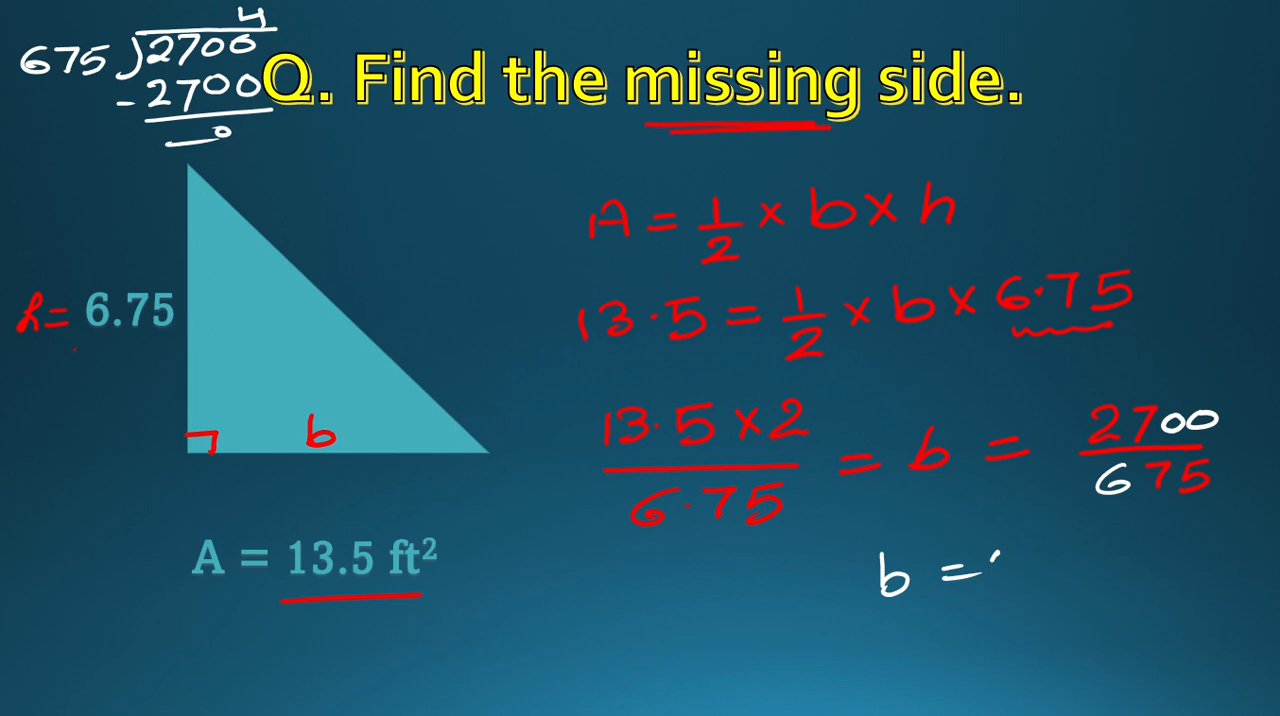 4
675 ) 2700
- 2700
0
Q. Find the missing side.
A = 1/2 × b × h
h = 6.75
13.5 = 1/2 × b × 6.75
b
13.5 × 2 / 6.75 = b = 2700 / 675
A = 13.5 ft²
b =